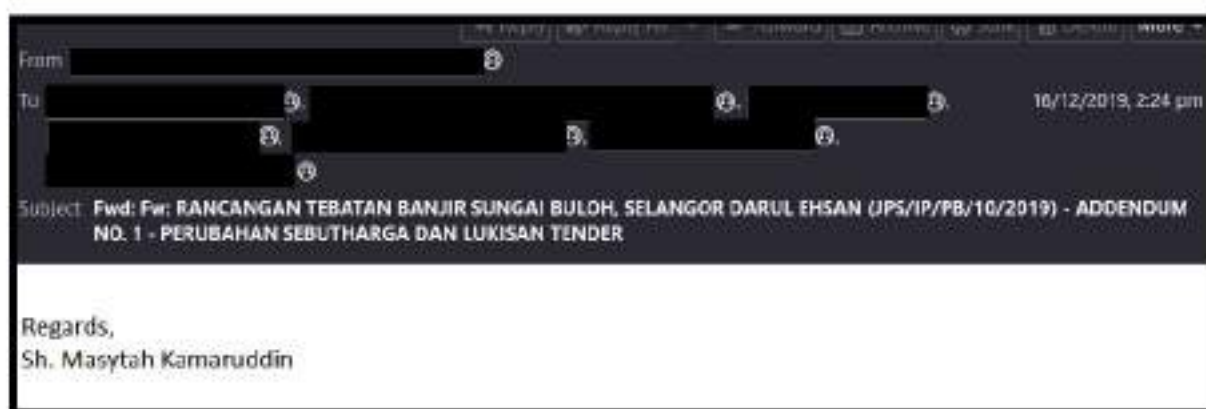 More
From
To
16/12/2019, 2:24 pm
Subject Fwd: Fw: RANCANGAN TEBATAN BANJIR SUNGAI BULOH, SELANGOR DARUL EHSAN (JPS/IP/PB/10/2019) - ADDENDUM
NO. 1 - PERUBAHAN SEBUTHARGA DAN LUKISAN TENDER
Regards,
Sh. Masytah Kamaruddin